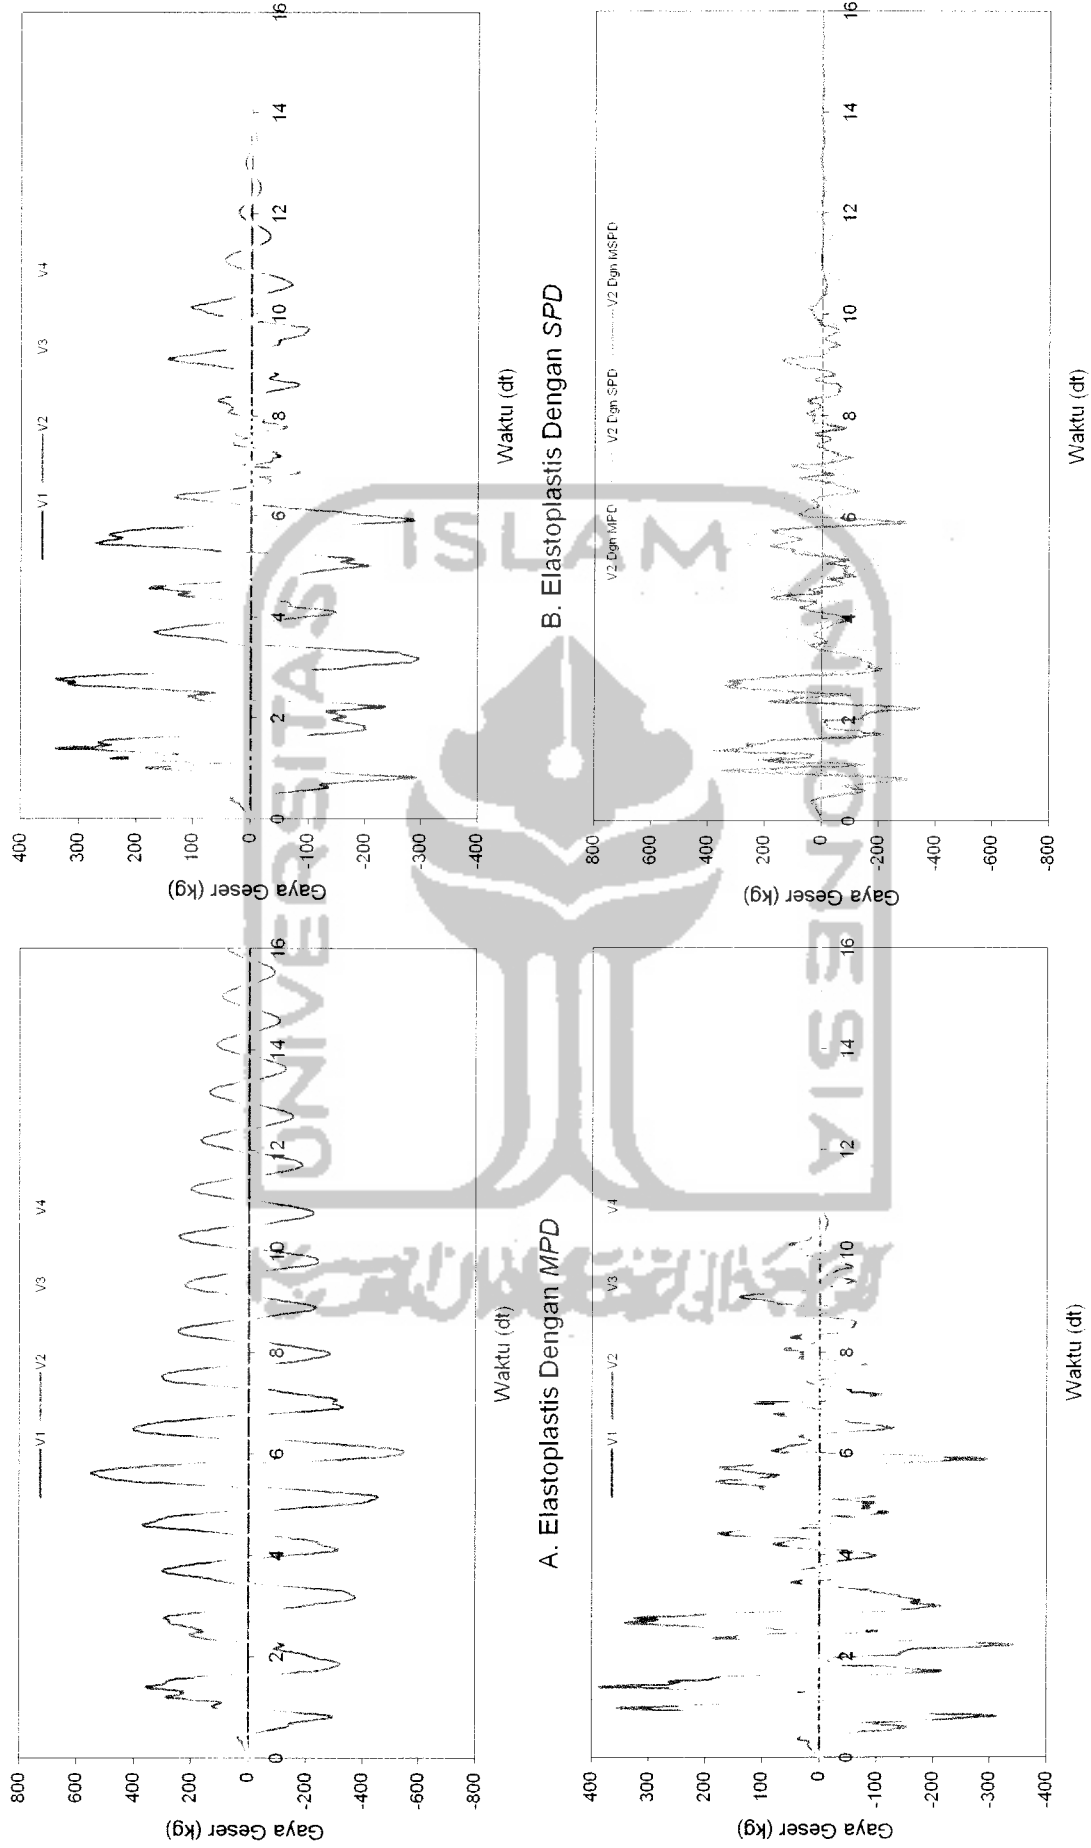 V1 V2 V3 V4
800
600
400
200
0
-200
-400
-600
-800
Gaya Geser (kg)
0 2 4 6 8 10 12 14 16
Waktu (dt)
A. Elastoplastis Dengan MPD
V1 V2 V3 V4
400
300
200
100
0
-100
-200
-300
-400
Gaya Geser (kg)
0 2 4 6 8 10 12 14 16
Waktu (dt)
B. Elastoplastis Dengan SPD
V1 V2 V3 V4
400
300
200
100
0
-100
-200
-300
-400
Gaya Geser (kg)
0 2 4 6 8 10 12 14 16
Waktu (dt)
V2 Dgn MPD V2 Dgn SPD V2 Dgn MSPD
800
600
400
200
0
-200
-400
-600
-800
Gaya Geser (kg)
0 2 4 6 8 10 12 14 16
Waktu (dt)
UNIVERSITAS
ISLAM
INDONESIA